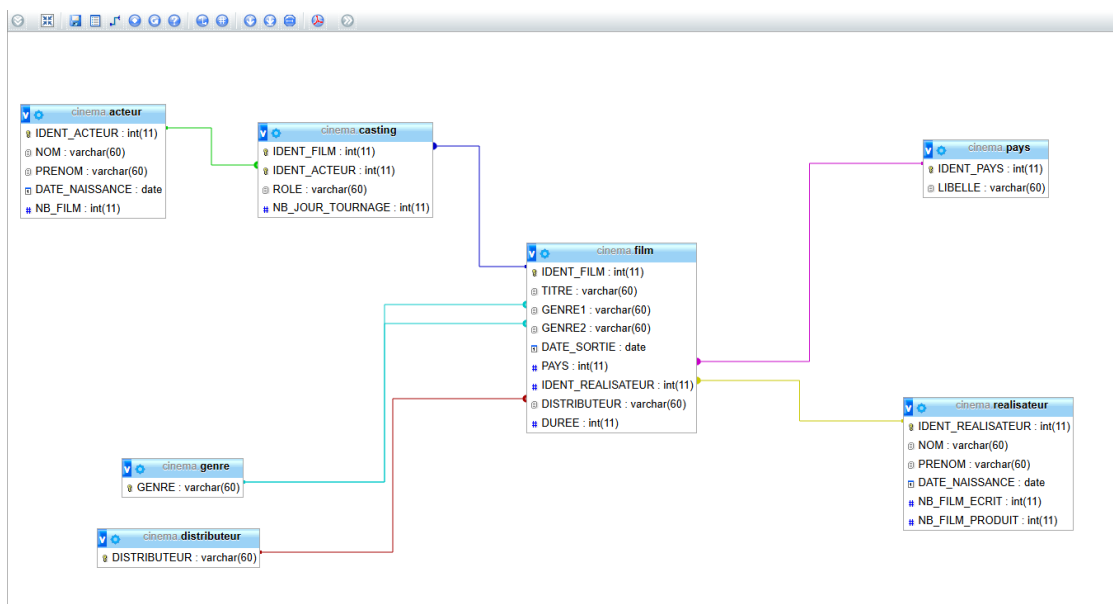 cinema.acteur
IDENT_ACTEUR : int(11)
NOM : varchar(60)
PRENOM : varchar(60)
DATE_NAISSANCE : date
# NB_FILM : int(11)
cinema.casting
IDENT_FILM : int(11)
IDENT_ACTEUR : int(11)
ROLE : varchar(60)
# NB_JOUR_TOURNAGE : int(11)
cinema.pays
IDENT_PAYS : int(11)
LIBELLE : varchar(60)
cinema.film
IDENT_FILM : int(11)
TITRE : varchar(60)
GENRE1 : varchar(60)
GENRE2 : varchar(60)
DATE_SORTIE : date
# PAYS : int(11)
# IDENT_REALISATEUR : int(11)
DISTRIBUTEUR : varchar(60)
# DUREE : int(11)
cinema.realisateur
IDENT_REALISATEUR : int(11)
NOM : varchar(60)
PRENOM : varchar(60)
DATE_NAISSANCE : date
# NB_FILM_ECRIT : int(11)
# NB_FILM_PRODUIT : int(11)
cinema.genre
GENRE : varchar(60)
cinema.distributeur
DISTRIBUTEUR : varchar(60)